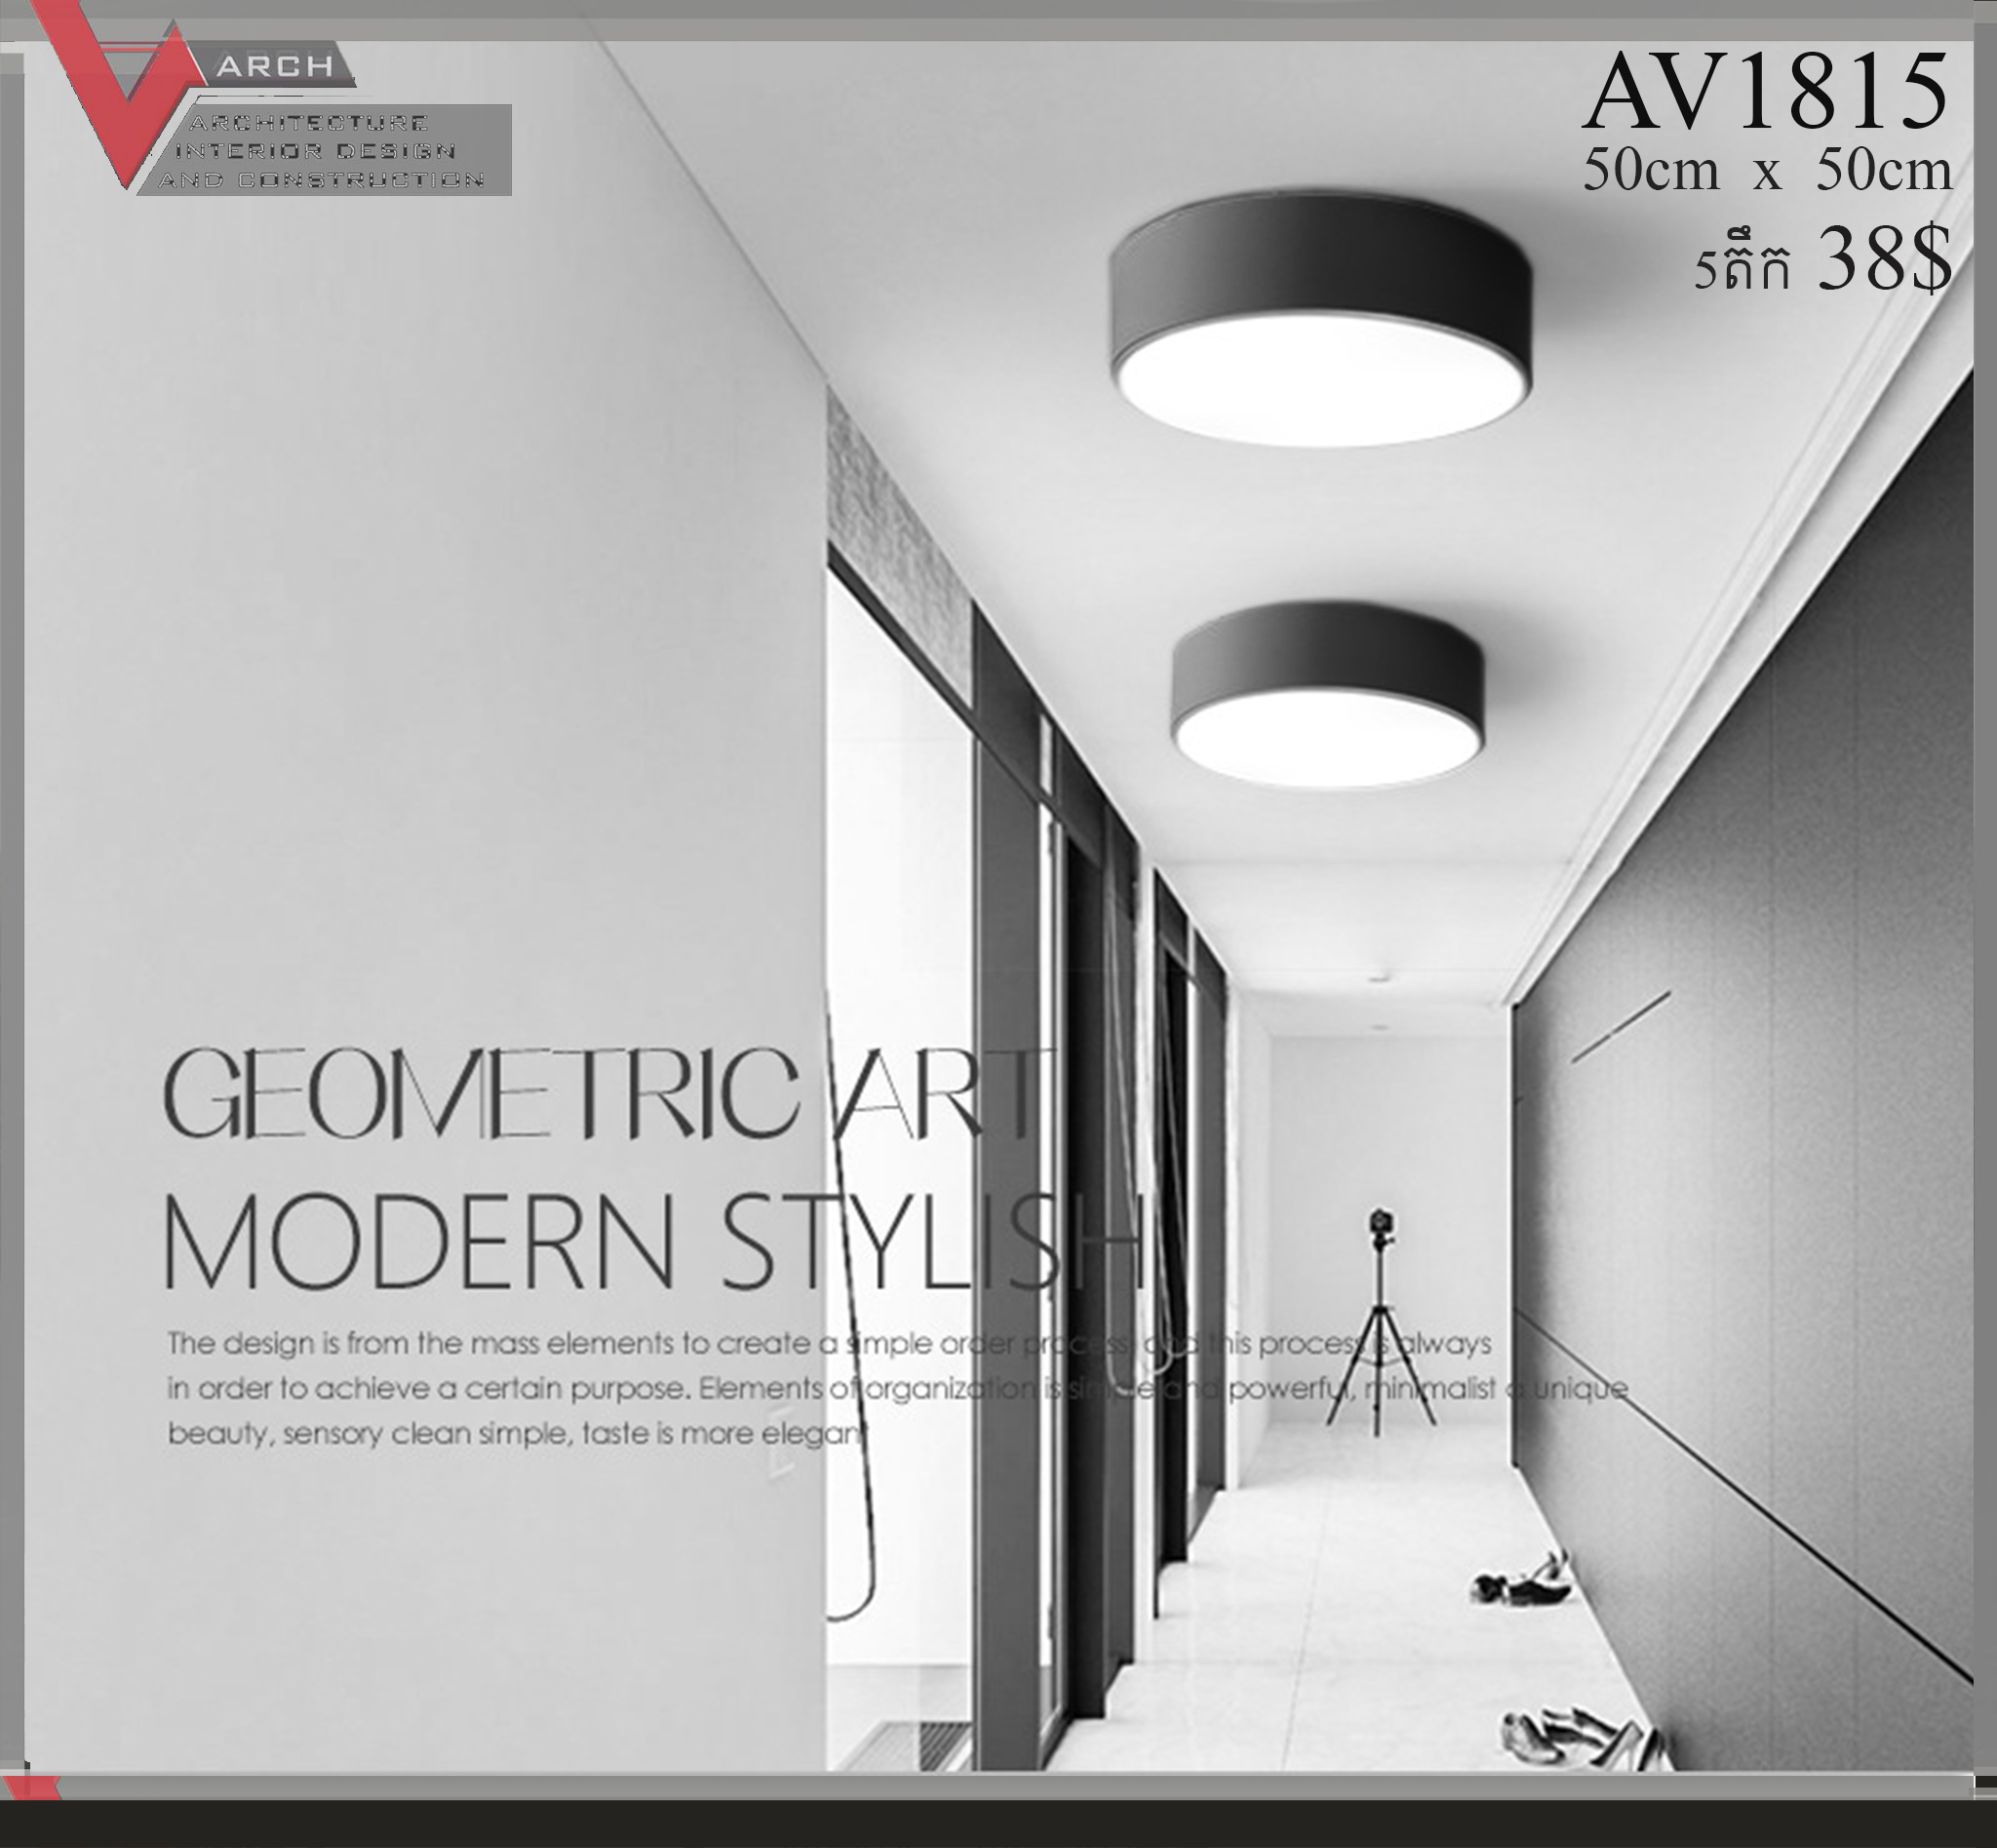 ARCH
ARCHITECTURE
INTERIOR DESIGN
AND CONSTRUCTION
AV1815
50cm x 50cm
5តឹក 38$
GEOMETRIC ART
MODERN STYLISH
The design is from the mass elements to create a simple order process, and this process is always
in order to achieve a certain purpose. Elements of organization is simple and powerful, minimalist a unique
beauty, sensory clean simple, taste is more elegant